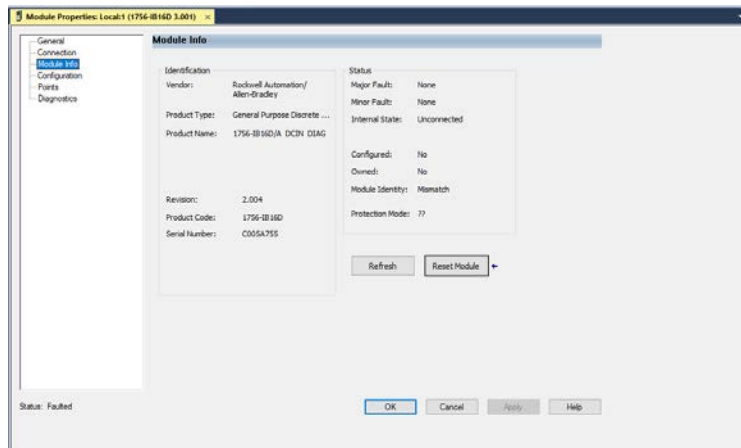 Module Properties: Local:1 (1756-IB16D 3.001) ×
General
Connection
Module Info
Configuration
Points
Diagnostics
Module Info
Identification
Vendor: Rockwell Automation/
Allen-Bradley
Product Type: General Purpose Discrete ...
Product Name: 1756-IB16D/A DCIN DIAG
Revision: 2.004
Product Code: 1756-IB16D
Serial Number: C005A755
Status
Major Fault: None
Minor Fault: None
Internal State: Unconnected
Configured: No
Owned: No
Module Identity: Mismatch
Protection Mode: ??
Refresh
Reset Module
Status: Faulted
OK
Cancel
Apply
Help